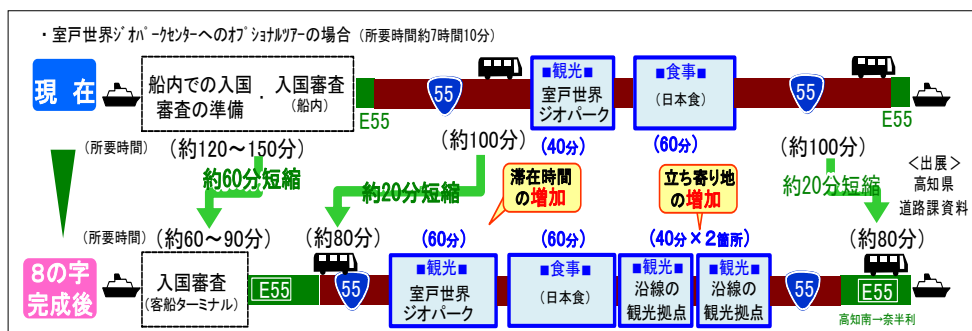 ・室戸世界ジオパークセンターへのオプショナルツアーの場合（所要時間約7時間10分）
現 在
船内での入国
審査の準備
・
入国審査
（船内）
E55
55
■観光■
室戸世界
ジオパーク
■食事■
（日本食）
55
E55
（所要時間）
（約120～150分）
（約100分）
（40分）
（60分）
（約100分）
約60分短縮
約20分短縮
滞在時間
の増加
立ち寄り地
の増加
約20分短縮
＜出展＞
高知県
道路課資料
（所要時間）
（約60～90分）
（約80分）
（60分）
（60分）
（40分×2箇所）
（約80分）
8の字
完成後
入国審査
（客船ターミナル）
E55
55
■観光■
室戸世界
ジオパーク
■食事■
（日本食）
■観光■
沿線の
観光拠点
■観光■
沿線の
観光拠点
55
E55
高知南→奈半利